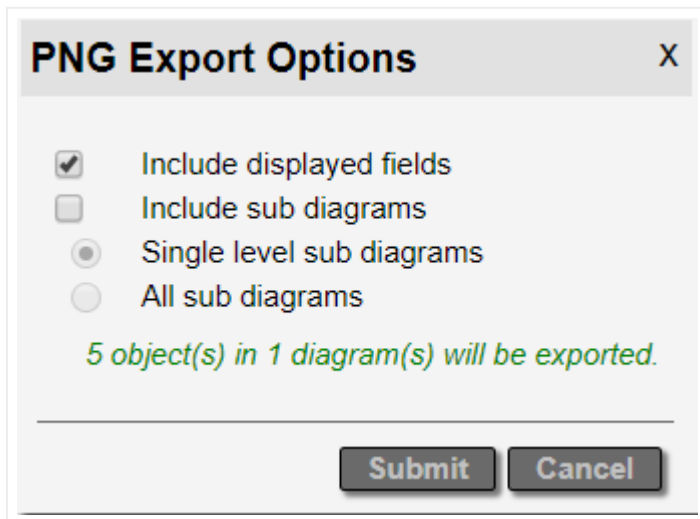 PNG Export Options X
Include displayed fields
Include sub diagrams
Single level sub diagrams
All sub diagrams
5 object(s) in 1 diagram(s) will be exported.
Submit Cancel